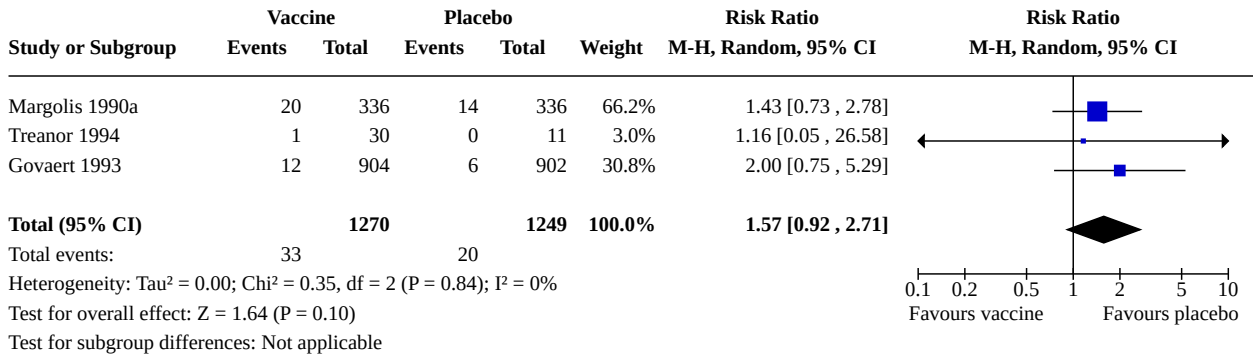 Vaccine Placebo Risk Ratio Risk Ratio
Study or Subgroup Events Total Events Total Weight M-H, Random, 95% CI M-H, Random, 95% CI
Margolis 1990a 20 336 14 336 66.2% 1.43 [0.73 , 2.78]
Treanor 1994 1 30 0 11 3.0% 1.16 [0.05 , 26.58]
Govaert 1993 12 904 6 902 30.8% 2.00 [0.75 , 5.29]
Total (95% CI) 1270 1249 100.0% 1.57 [0.92 , 2.71]
Total events: 33 20
Heterogeneity: Tau² = 0.00; Chi² = 0.35, df = 2 (P = 0.84); I² = 0%
0.1 0.2 0.5 1 2 5 10
Test for overall effect: Z = 1.64 (P = 0.10) Favours vaccine Favours placebo
Test for subgroup differences: Not applicable